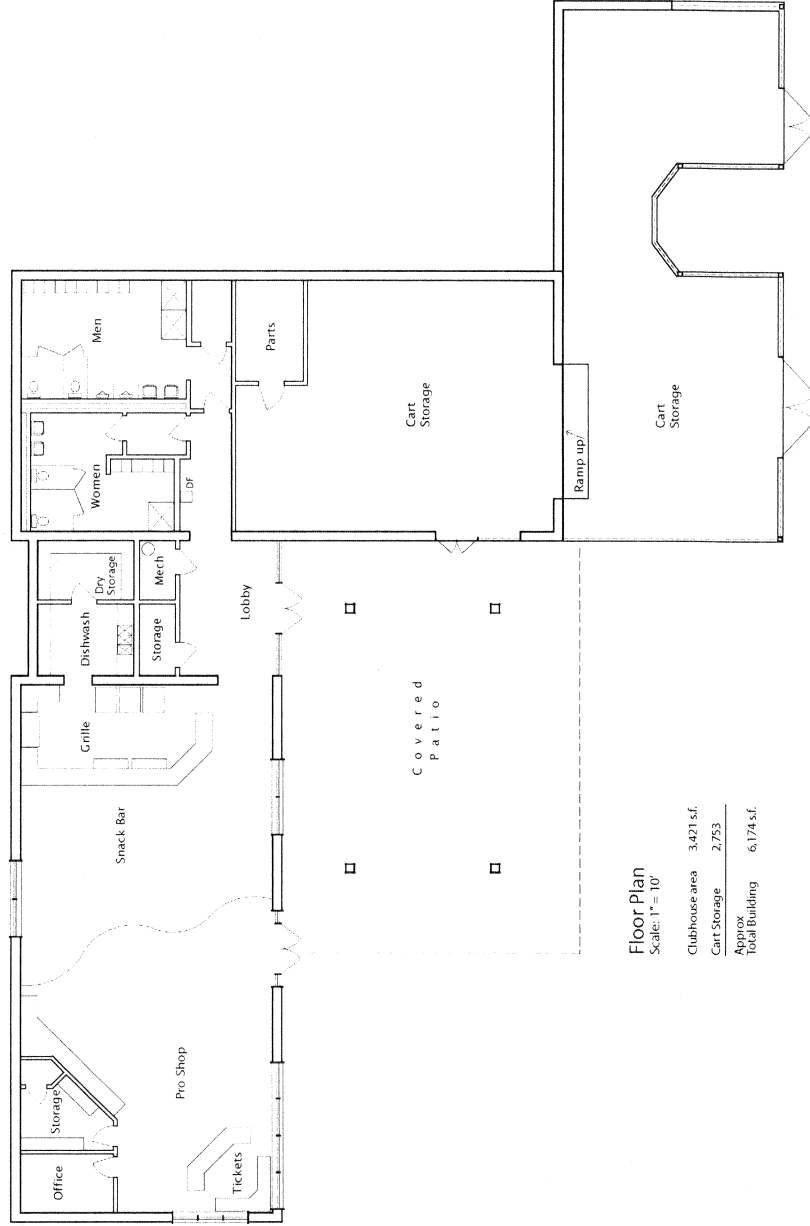 Men
Parts
Cart
Storage
Cart
Storage
Women
DF
Ramp up
Dry
Storage
Mech
Dishwash
Storage
Lobby
Grille
Covered
Patio
Snack Bar
Pro Shop
Storage
Office
Tickets
Floor Plan
Scale: 1" = 10'
Clubhouse area 3,421 s.f.
Cart Storage 2,753
Approx
Total Building 6,174 s.f.